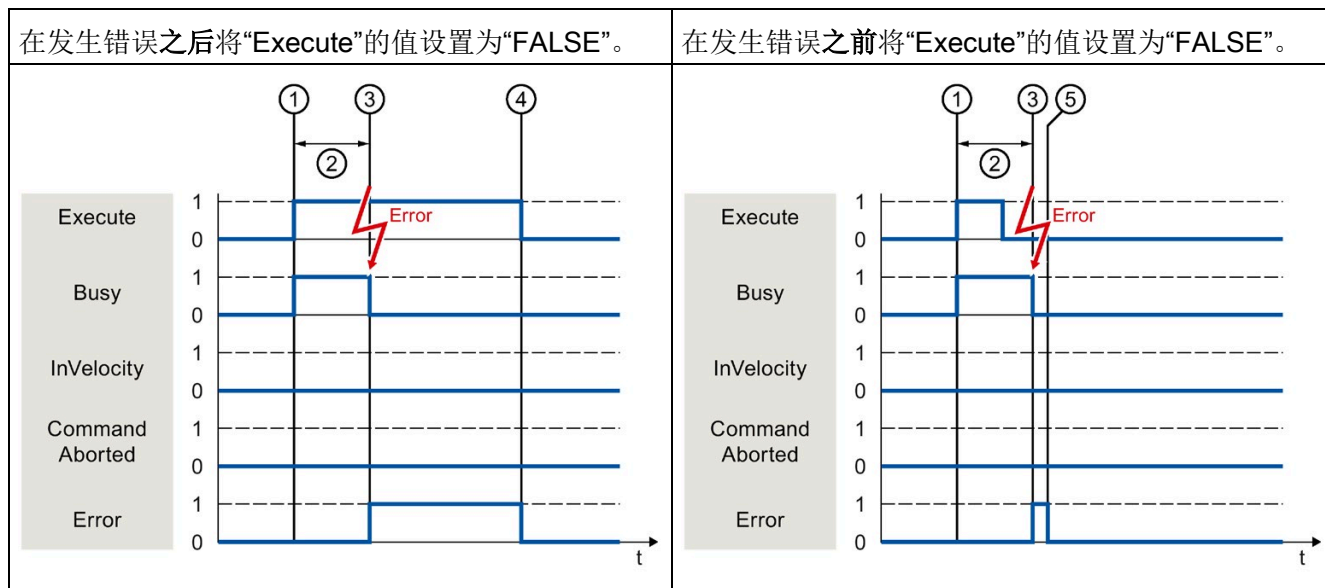 在发生错误之后将“Execute”的值设置为“FALSE”。
① ③ ④
②
Execute 1
0
Error
Busy 1
0
InVelocity 1
0
Command
Aborted 1
0
Error 1
0
t
在发生错误之前将“Execute”的值设置为“FALSE”。
① ③ ⑤
②
Execute 1
0
Error
Busy 1
0
InVelocity 1
0
Command
Aborted 1
0
Error 1
0
t